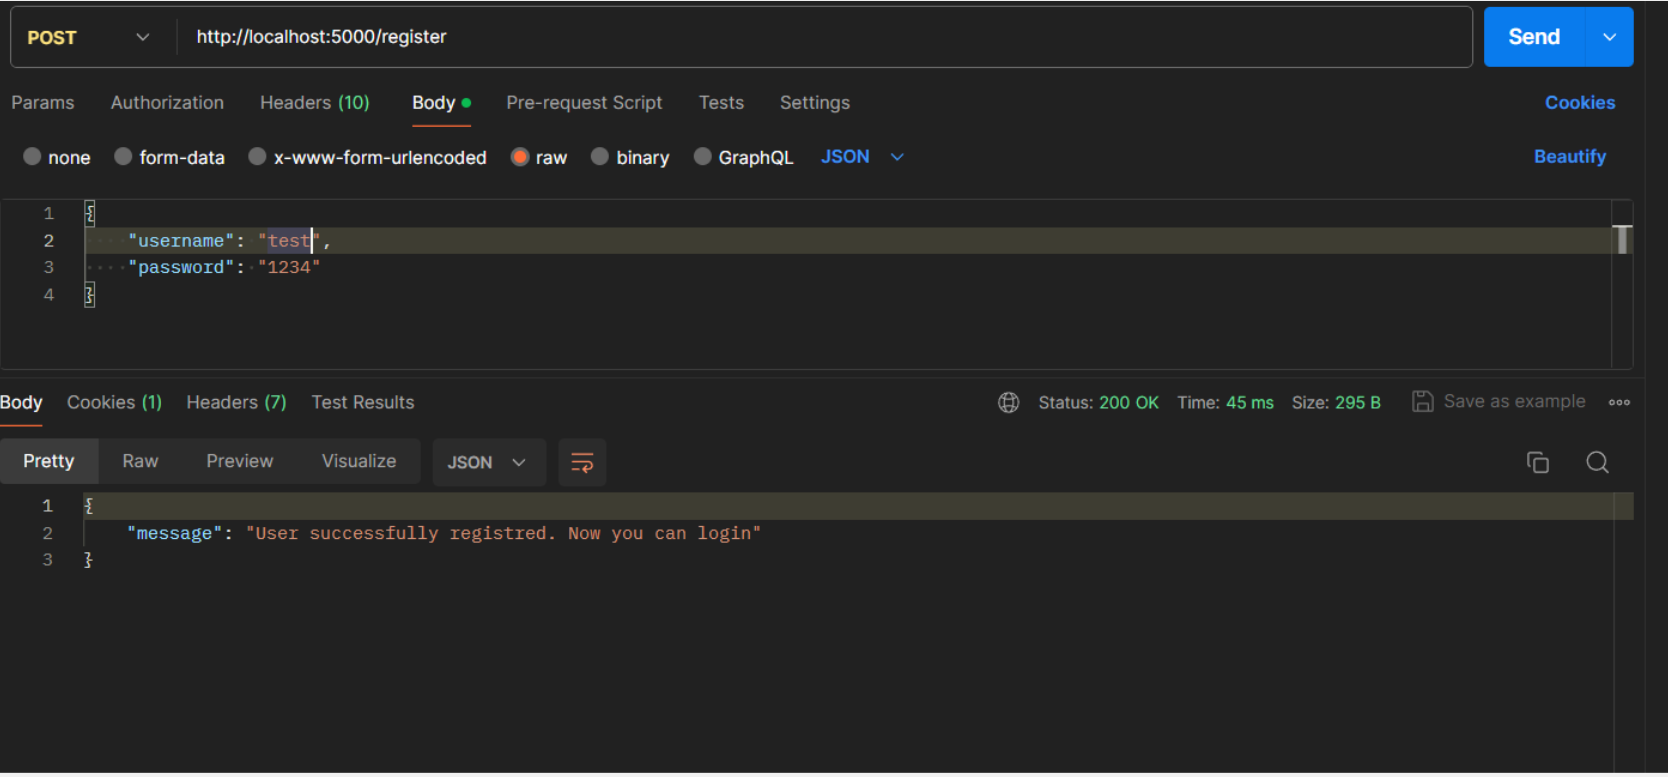 POST http://localhost:5000/register Send
Params Authorization Headers (10) Body Pre-request Script Tests Settings Cookies
none form-data x-www-form-urlencoded raw binary GraphQL JSON Beautify
1 {
2 "username": "test",
3 "password": "1234"
4 }
Body Cookies (1) Headers (7) Test Results Status: 200 OK Time: 45 ms Size: 295 B Save as example
Pretty Raw Preview Visualize JSON
1 {
2 "message": "User successfully registred. Now you can login"
3 }